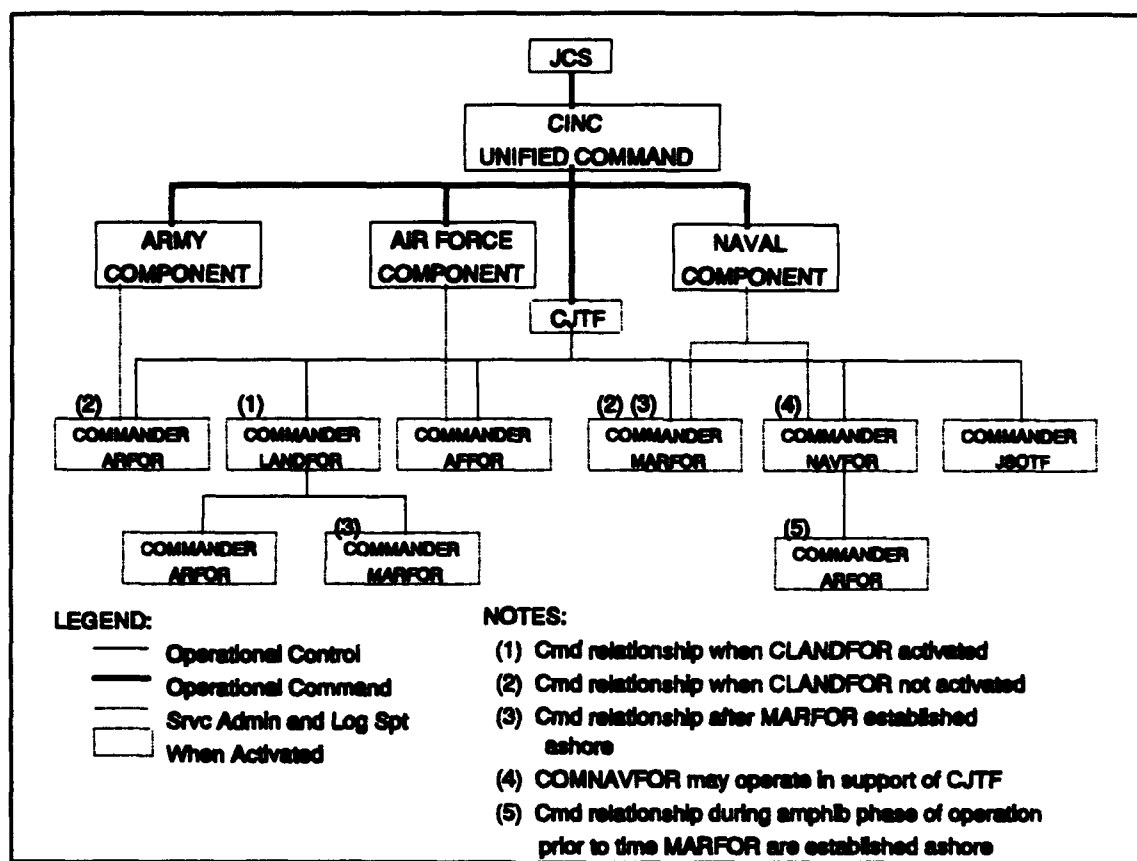 JCS
CINC
UNIFIED COMMAND
ARMY
COMPONENT
AIR FORCE
COMPONENT
NAVAL
COMPONENT
CJTF
(2)
COMMANDER
ARFOR
(1)
COMMANDER
LANDFOR
COMMANDER
AFFOR
(2) (3)
COMMANDER
MARFOR
(4)
COMMANDER
NAVFOR
COMMANDER
JSOTF
COMMANDER
ARFOR
(3)
COMMANDER
MARFOR
(5)
COMMANDER
ARFOR
LEGEND:
Operational Control
Operational Command
Srvc Admin and Log Spt
When Activated
NOTES:
(1) Cmd relationship when CLANDFOR activated
(2) Cmd relationship when CLANDFOR not activated
(3) Cmd relationship after MARFOR established
ashore
(4) COMNAVFOR may operate in support of CJTF
(5) Cmd relationship during amphib phase of operation
prior to time MARFOR are established ashore